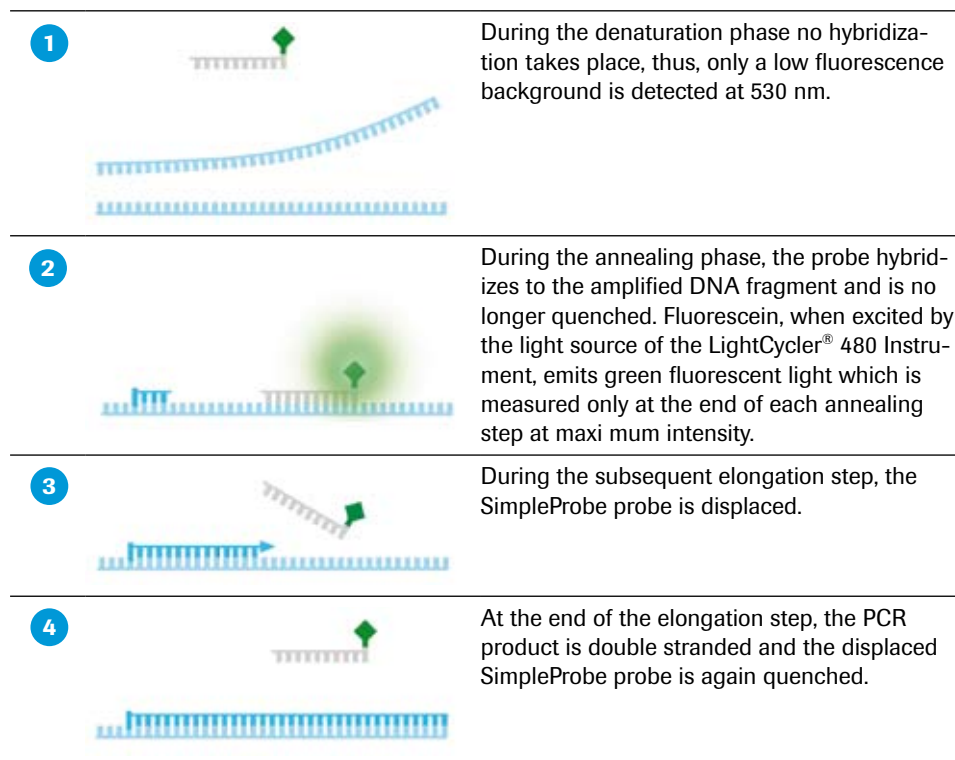 1
During the denaturation phase no hybridiza-
tion takes place, thus, only a low fluorescence
background is detected at 530 nm.
2
During the annealing phase, the probe hybrid-
izes to the amplified DNA fragment and is no
longer quenched. Fluorescein, when excited by
the light source of the LightCycler® 480 Instru-
ment, emits green fluorescent light which is
measured only at the end of each annealing
step at maxi mum intensity.
3
During the subsequent elongation step, the
SimpleProbe probe is displaced.
4
At the end of the elongation step, the PCR
product is double stranded and the displaced
SimpleProbe probe is again quenched.